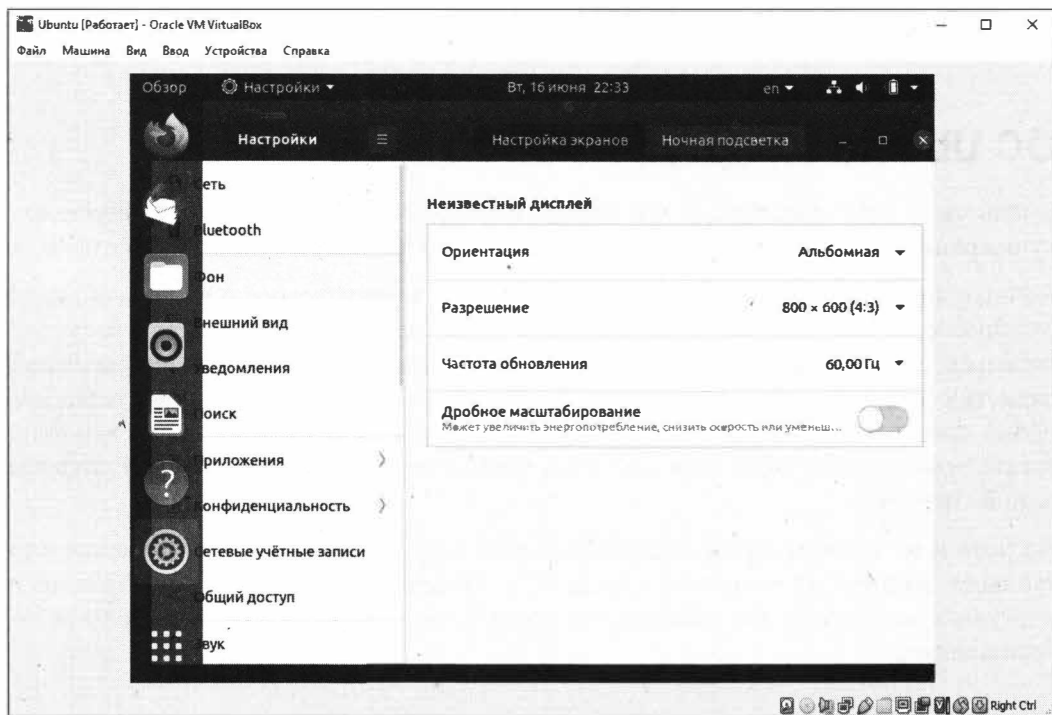 Ubuntu [Работает] - Oracle VM VirtualBox
Файл Машина Вид Ввод Устройства Справка
Обзор Настройки Вт, 16 июня 22:33 en
Настройки Настройка экранов Ночная подсветка
еть
luetooth
Фон
нешний вид
ведомления
оиск
риложения
онфиденциальность
етевые учётные записи
Общий доступ
вук
Неизвестный дисплей
Ориентация Альбомная
Разрешение 800 × 600 (4:3)
Частота обновления 60,00 Гц
Дробное масштабирование
Может увеличить энергопотребление, снизить скорость или уменьш...
Right Ctrl